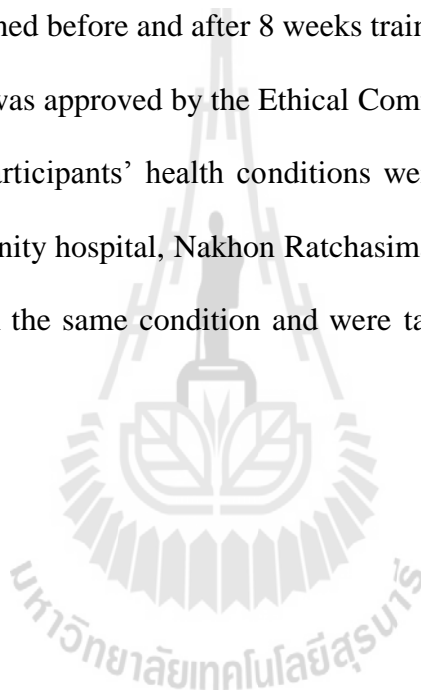 ned before and after 8 weeks train
was approved by the Ethical Com
articipants’ health conditions we
nity hospital, Nakhon Ratchasim
the same condition and were ta
มหาวิทยาลัยเทคโนโลยีสุรนารี